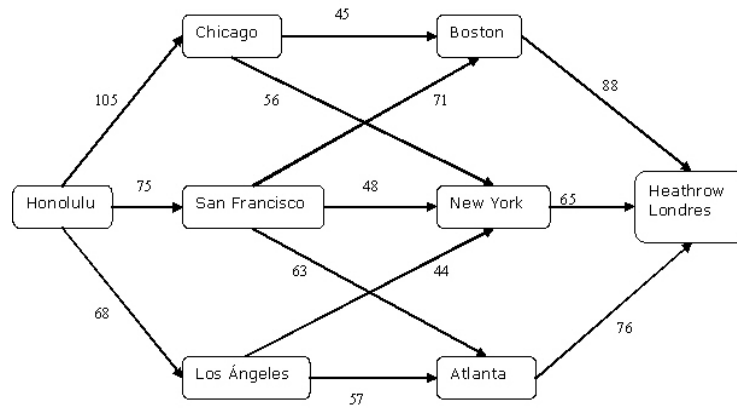 45
Chicago
Boston
88
105
56
71
75
48
Honolulu
San Francisco
New York
65
Heathrow
Londres
63
44
68
76
Los Ángeles
Atlanta
57